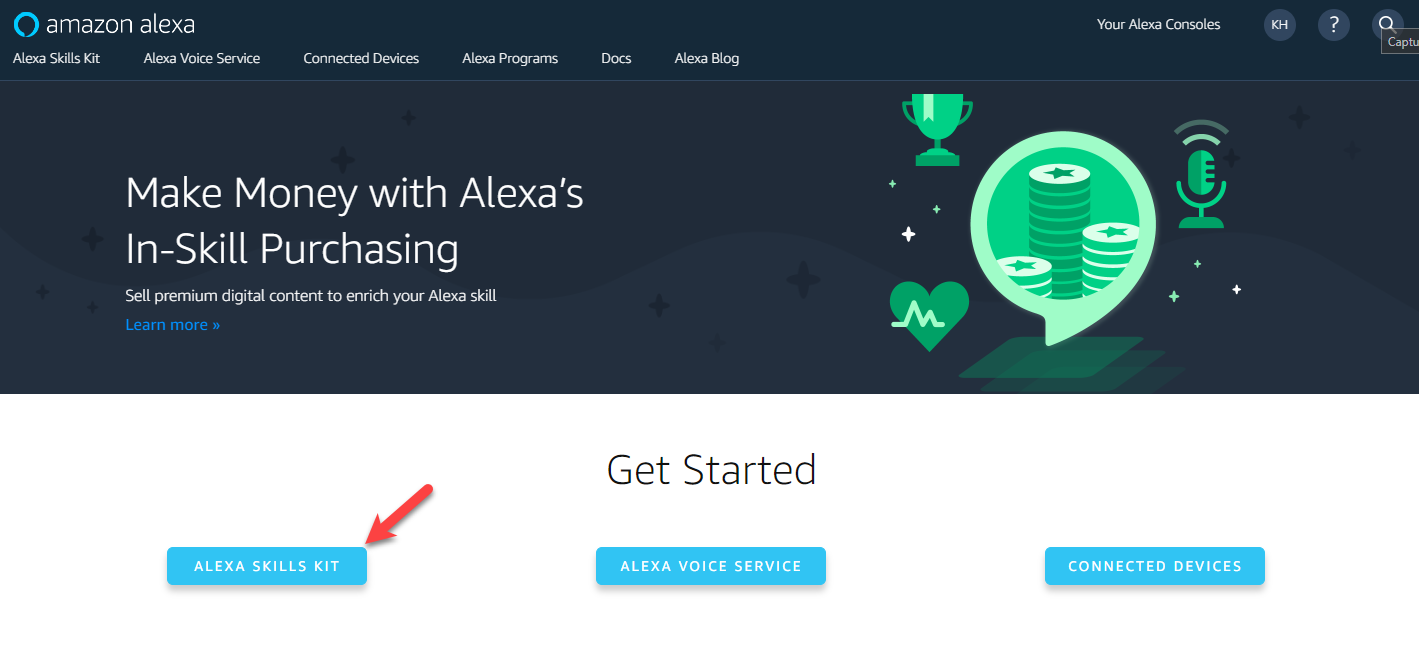 amazon alexa
Your Alexa Consoles
KH
?
Captu
Alexa Skills Kit
Alexa Voice Service
Connected Devices
Alexa Programs
Docs
Alexa Blog
Make Money with Alexa's
In-Skill Purchasing
Sell premium digital content to enrich your Alexa skill
Learn more »
Get Started
ALEXA SKILLS KIT
ALEXA VOICE SERVICE
CONNECTED DEVICES